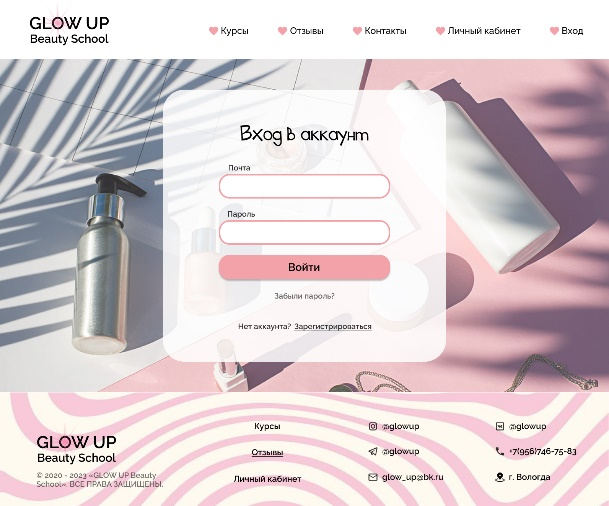 GLOW UP
Beauty School
Курсы
Отзывы
Контакты
Личный кабинет
Вход
Вход в аккаунт
Почта
Пароль
Войти
Забыли пароль?
Нет аккаунта? Зарегистрироваться
GLOW UP
Beauty School
© 2020 - 2023 «GLOW UP Beauty
School». ВСЕ ПРАВА ЗАЩИЩЕНЫ.
Курсы
Отзывы
Личный кабинет
@glowup
@glowup
glow_up@bk.ru
@glowup
+7(956)746-75-83
г. Вологда